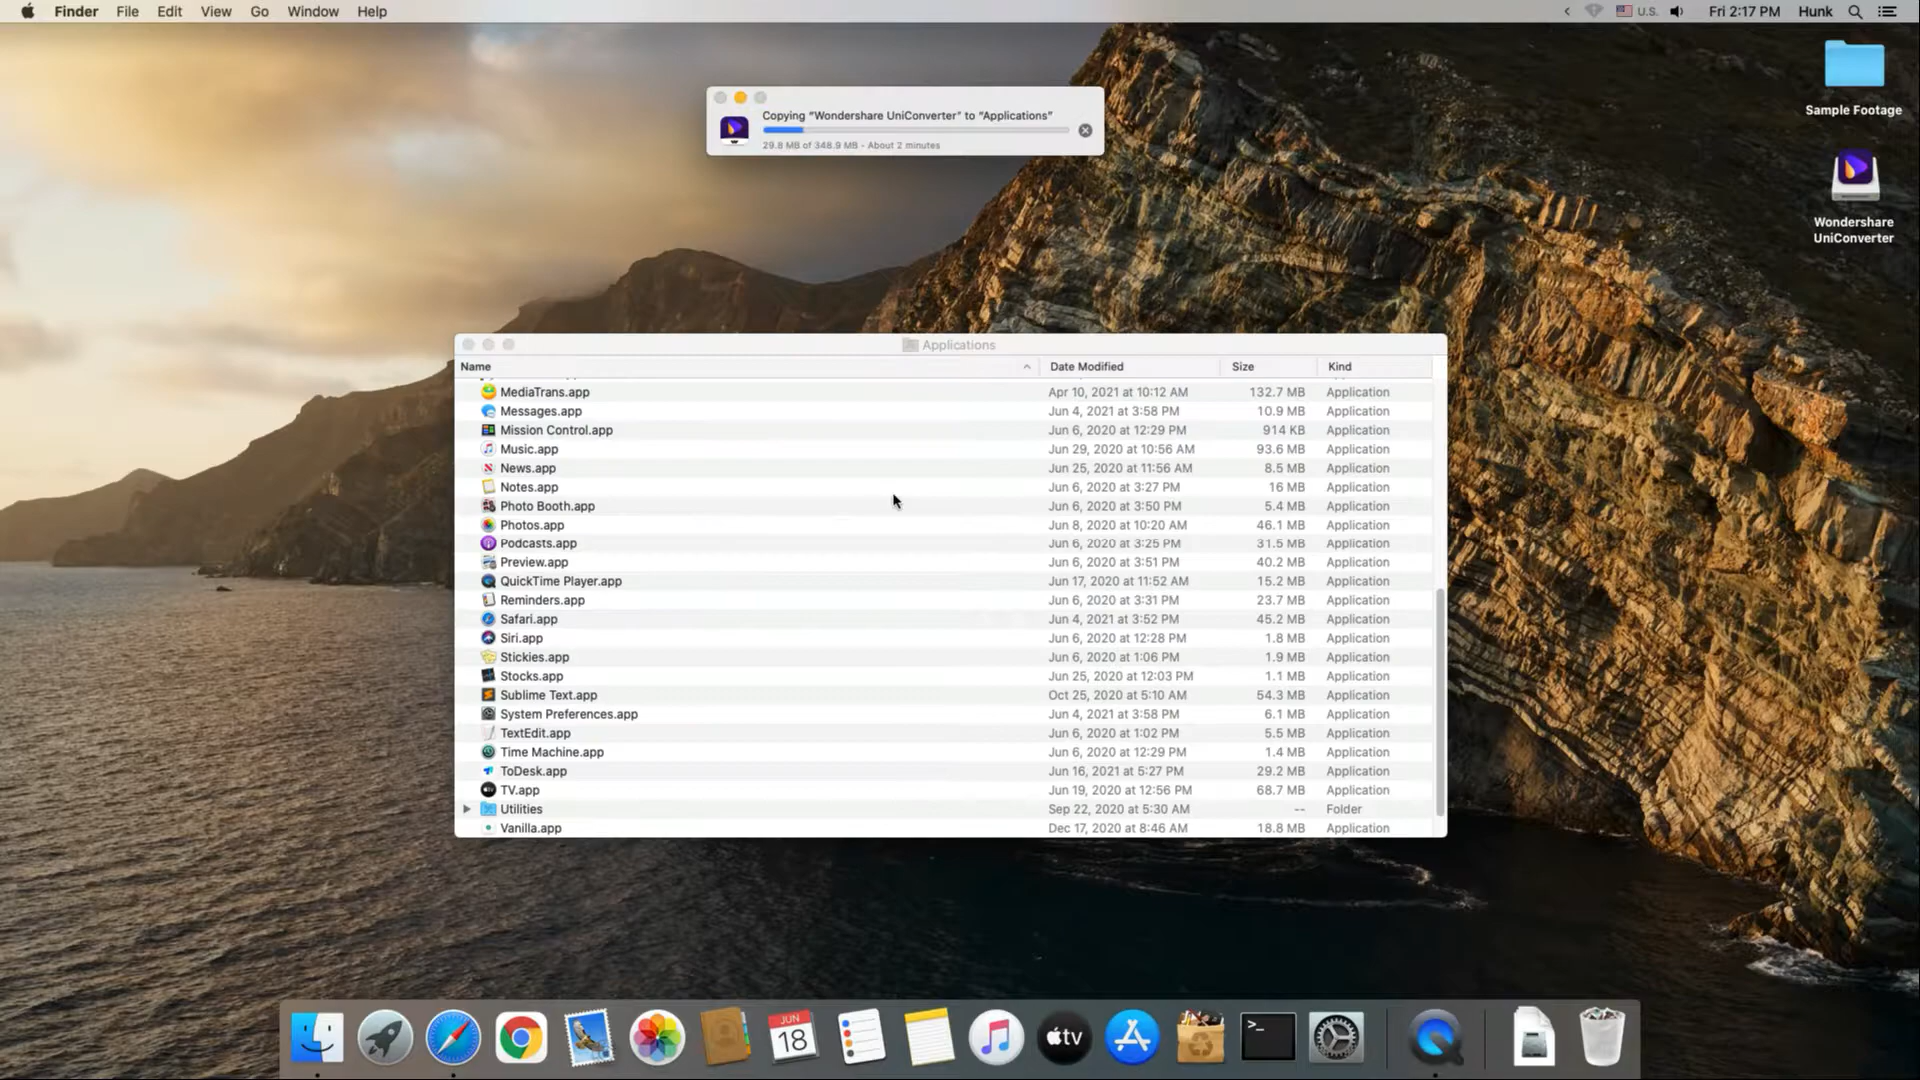 Finder File Edit View Go Window Help
U.S. Fri 2:17 PM Hunk
Sample Footage
Wondershare
UniConverter
Copying “Wondershare UniConverter” to “Applications”
29.8 MB of 348.9 MB - About 2 minutes
Applications
Name Date Modified Size Kind
MediaTrans.app Apr 10, 2021 at 10:12 AM 132.7 MB Application
Messages.app Jun 4, 2021 at 3:58 PM 10.9 MB Application
Mission Control.app Jun 6, 2020 at 12:29 PM 914 KB Application
Music.app Jun 29, 2020 at 10:56 AM 93.6 MB Application
News.app Jun 25, 2020 at 11:56 AM 8.5 MB Application
Notes.app Jun 6, 2020 at 3:27 PM 16 MB Application
Photo Booth.app Jun 6, 2020 at 3:50 PM 5.4 MB Application
Photos.app Jun 8, 2020 at 10:20 AM 46.1 MB Application
Podcasts.app Jun 6, 2020 at 3:25 PM 31.5 MB Application
Preview.app Jun 6, 2020 at 3:51 PM 40.2 MB Application
QuickTime Player.app Jun 17, 2020 at 11:52 AM 15.2 MB Application
Reminders.app Jun 6, 2020 at 3:31 PM 23.7 MB Application
Safari.app Jun 4, 2021 at 3:52 PM 45.2 MB Application
Siri.app Jun 6, 2020 at 12:28 PM 1.8 MB Application
Stickies.app Jun 6, 2020 at 1:06 PM 1.9 MB Application
Stocks.app Jun 25, 2020 at 12:03 PM 1.1 MB Application
Sublime Text.app Oct 25, 2020 at 5:10 AM 54.3 MB Application
System Preferences.app Jun 4, 2021 at 3:58 PM 6.1 MB Application
TextEdit.app Jun 6, 2020 at 1:02 PM 5.5 MB Application
Time Machine.app Jun 6, 2020 at 12:29 PM 1.4 MB Application
ToDesk.app Jun 16, 2021 at 5:27 PM 29.2 MB Application
TV.app Jun 19, 2020 at 12:56 PM 68.7 MB Application
Utilities Sep 22, 2020 at 5:30 AM -- Folder
Vanilla.app Dec 17, 2020 at 8:46 AM 18.8 MB Application
JUN
18
tv
>_